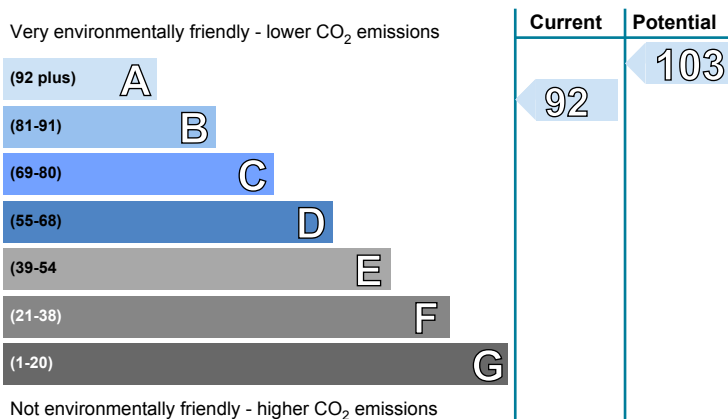 Current Potential
Very environmentally friendly - lower CO2 emissions
103
(92 plus) A
92
(81-91) B
(69-80) C
(55-68) D
(39-54 E
(21-38) F
(1-20) G
Not environmentally friendly - higher CO2 emissions